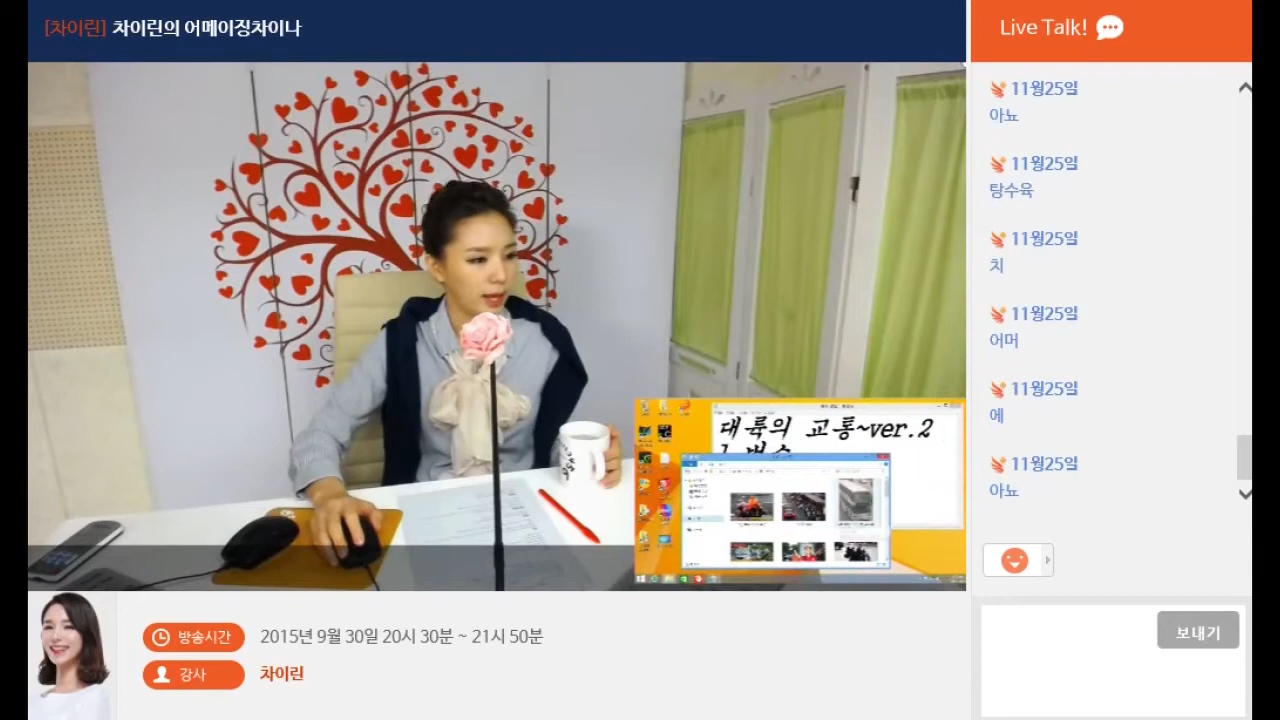 [차이린] 차이린의 어메이징차이나
Live Talk!
11월25일
아뇨
11월25일
탕수육
11월25일
치
11월25일
어머
11월25일
에
11월25일
아뇨
대륙의 교통~ver.2
방송시간 2015년 9월 30일 20시 30분 ~ 21시 50분
강사 차이린
보내기